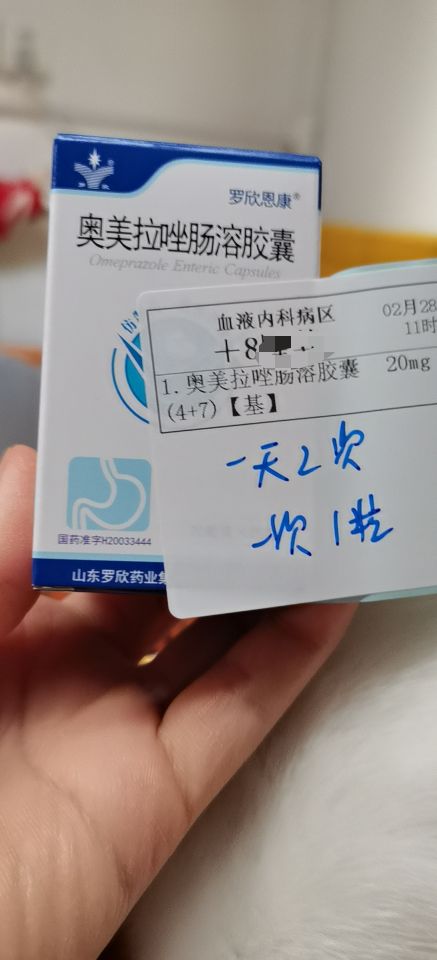 罗欣恩康®
奥美拉唑肠溶胶囊
Omeprazole Enteric Capsules
国药准字H20033444
山东罗欣药业
血液内科病区
02月28
11时
+8
1.奥美拉唑肠溶胶囊 20mg
(4+7)【基】
一天2次
一次1粒